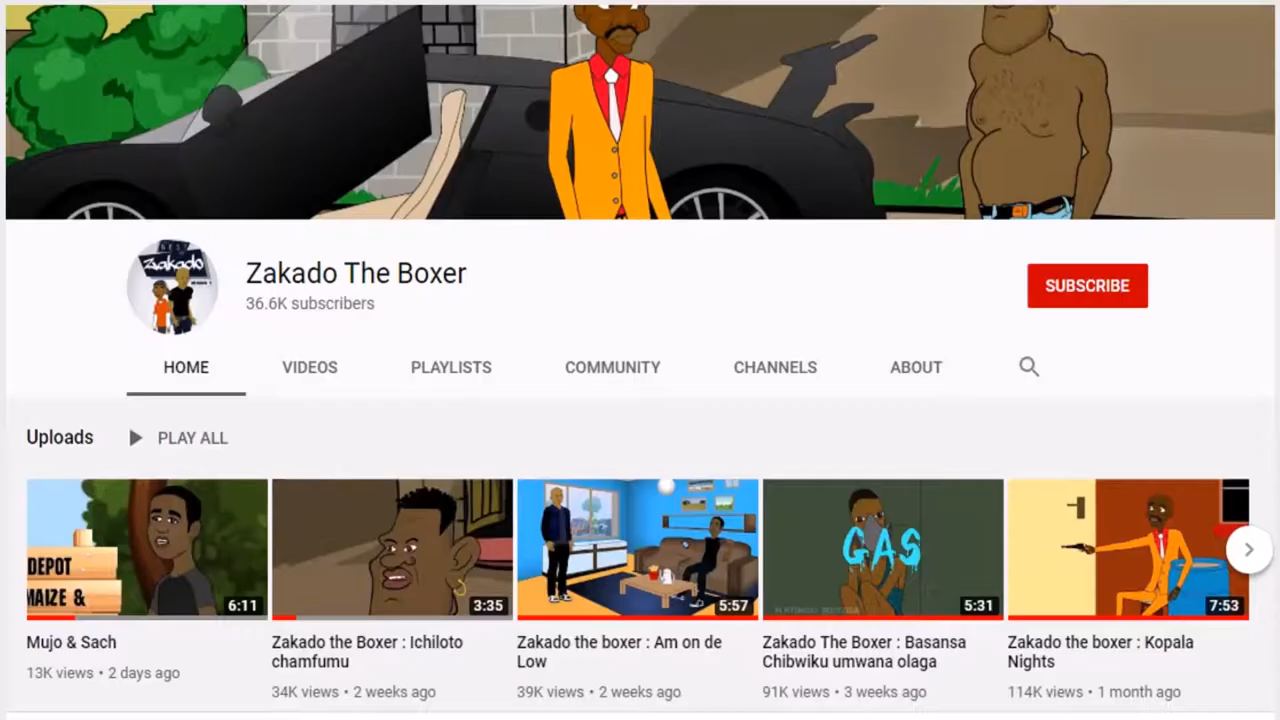 Zakado
Zakado The Boxer
36.6K subscribers
SUBSCRIBE
HOME
VIDEOS
PLAYLISTS
COMMUNITY
CHANNELS
ABOUT
Uploads
PLAY ALL
DEPOT
MAIZE &
6:11
3:35
5:57
GAS
5:31
7:53
Mujo & Sach
13K views • 2 days ago
Zakado the Boxer : Ichiloto
chamfumu
34K views • 2 weeks ago
Zakado the boxer : Am on de
Low
39K views • 2 weeks ago
Zakado The Boxer : Basansa
Chibwiku umwana olaga
91K views • 3 weeks ago
Zakado the boxer : Kopala
Nights
114K views • 1 month ago